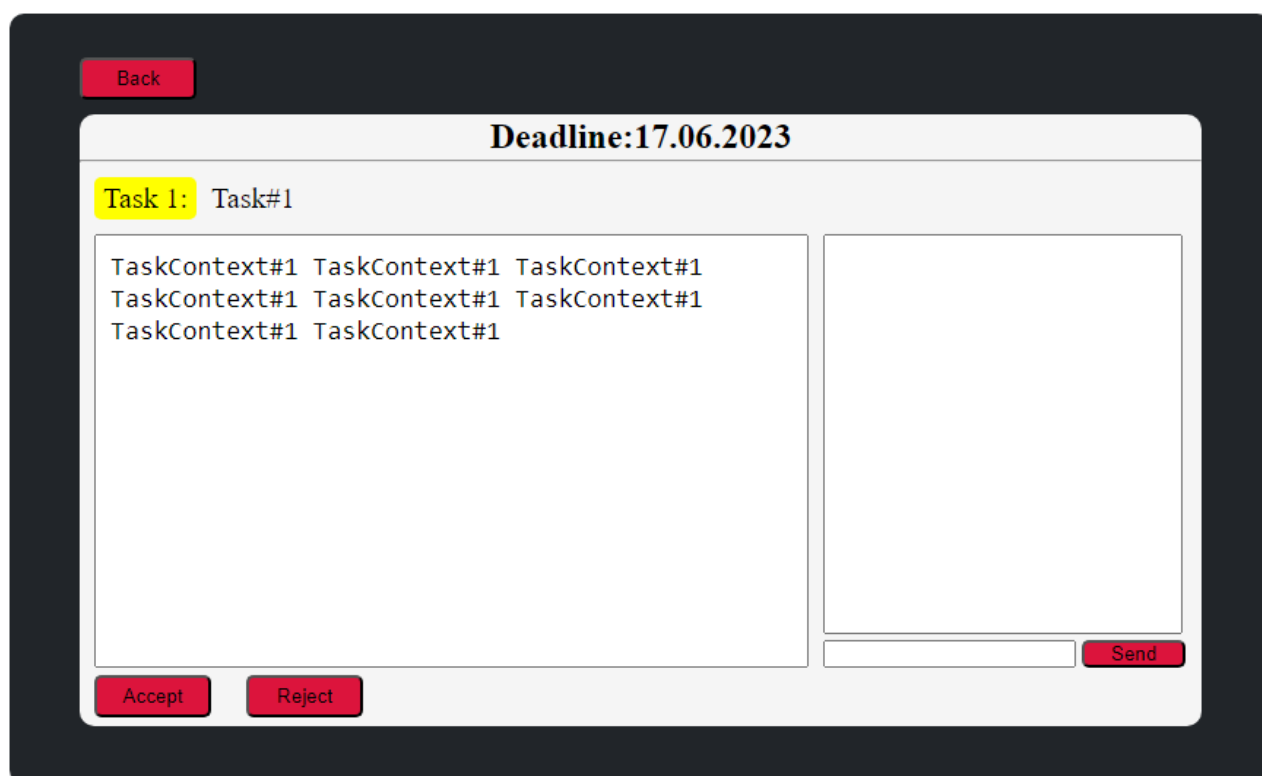 Back
Deadline:17.06.2023
Task 1: Task#1
TaskContext#1 TaskContext#1 TaskContext#1
TaskContext#1 TaskContext#1 TaskContext#1
TaskContext#1 TaskContext#1
Send
Accept Reject